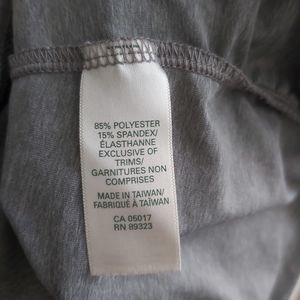 85% POLYESTER
15% SPANDEX/
ÉLASTHANNE
EXCLUSIVE OF
TRIMS/
GARNITURES NON
COMPRISES
MADE IN TAIWAN/
FABRIQUÉ À TAÏWAN
CA 05017
RN 89323